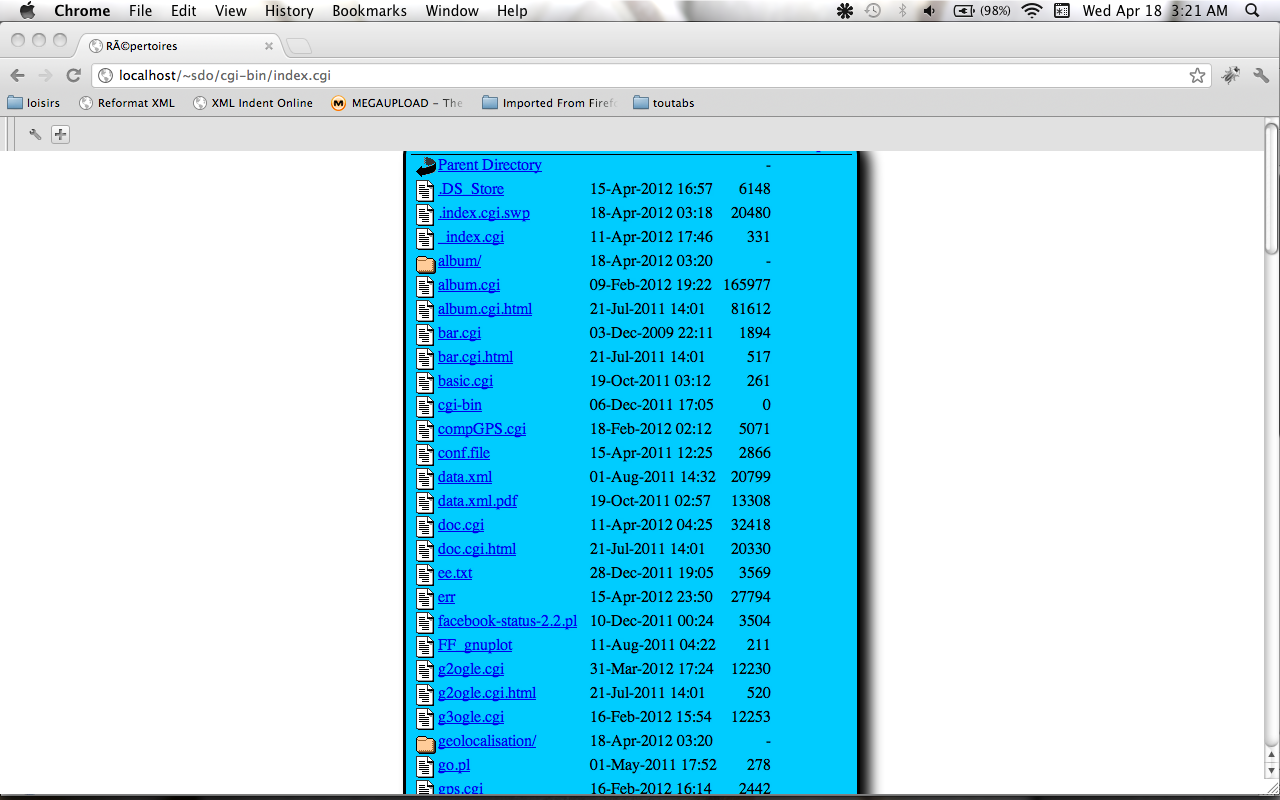 Chrome File Edit View History Bookmarks Window Help (98%) Wed Apr 18 3:21 AM
RÃ©pertoires
localhost/~sdo/cgi-bin/index.cgi
loisirs Reformat XML XML Indent Online MEGAUPLOAD – The Imported From Firef toutabs
Parent Directory -
.DS_Store 15-Apr-2012 16:57 6148
.index.cgi.swp 18-Apr-2012 03:18 20480
_index.cgi 11-Apr-2012 17:46 331
album/ 18-Apr-2012 03:20 -
album.cgi 09-Feb-2012 19:22 165977
album.cgi.html 21-Jul-2011 14:01 81612
bar.cgi 03-Dec-2009 22:11 1894
bar.cgi.html 21-Jul-2011 14:01 517
basic.cgi 19-Oct-2011 03:12 261
cgi-bin 06-Dec-2011 17:05 0
compGPS.cgi 18-Feb-2012 02:12 5071
conf.file 15-Apr-2011 12:25 2866
data.xml 01-Aug-2011 14:32 20799
data.xml.pdf 19-Oct-2011 02:57 13308
doc.cgi 11-Apr-2012 04:25 32418
doc.cgi.html 21-Jul-2011 14:01 20330
ee.txt 28-Dec-2011 19:05 3569
err 15-Apr-2012 23:50 27794
facebook-status-2.2.pl 10-Dec-2011 00:24 3504
FF_gnuplot 11-Aug-2011 04:22 211
g2ogle.cgi 31-Mar-2012 17:24 12230
g2ogle.cgi.html 21-Jul-2011 14:01 520
g3ogle.cgi 16-Feb-2012 15:54 12253
geolocalisation/ 18-Apr-2012 03:20 -
go.pl 01-May-2011 17:52 278
gps.cgi 16-Feb-2012 16:14 2442